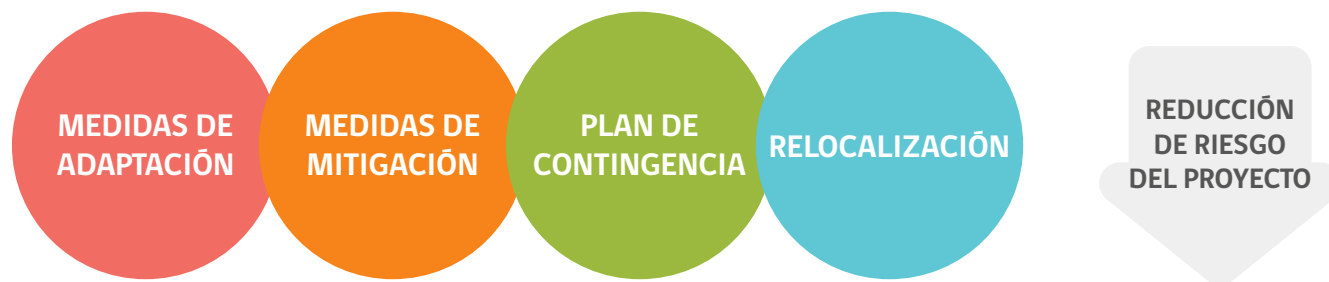 MEDIDAS DE
ADAPTACIÓN
MEDIDAS DE
MITIGACIÓN
PLAN DE
CONTINGENCIA
RELOCALIZACIÓN
REDUCCIÓN
DE RIESGO
DEL PROYECTO